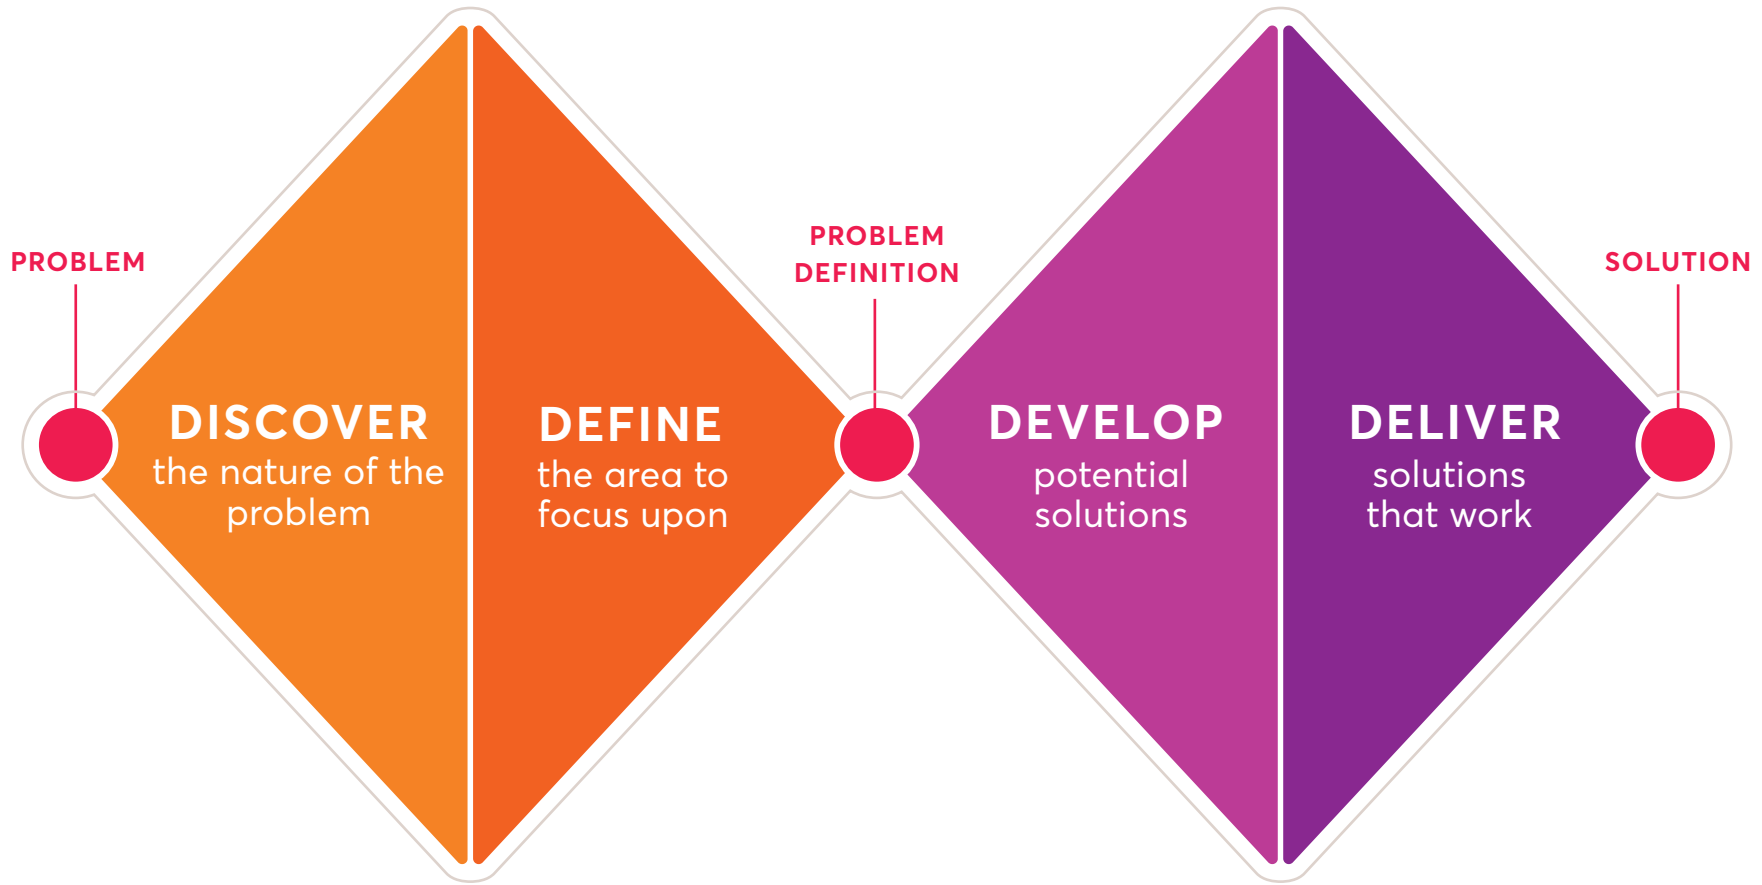 PROBLEM
PROBLEM
DEFINITION
SOLUTION
DISCOVER
the nature of the
problem
DEFINE
the area to
focus upon
DEVELOP
potential
solutions
DELIVER
solutions
that work